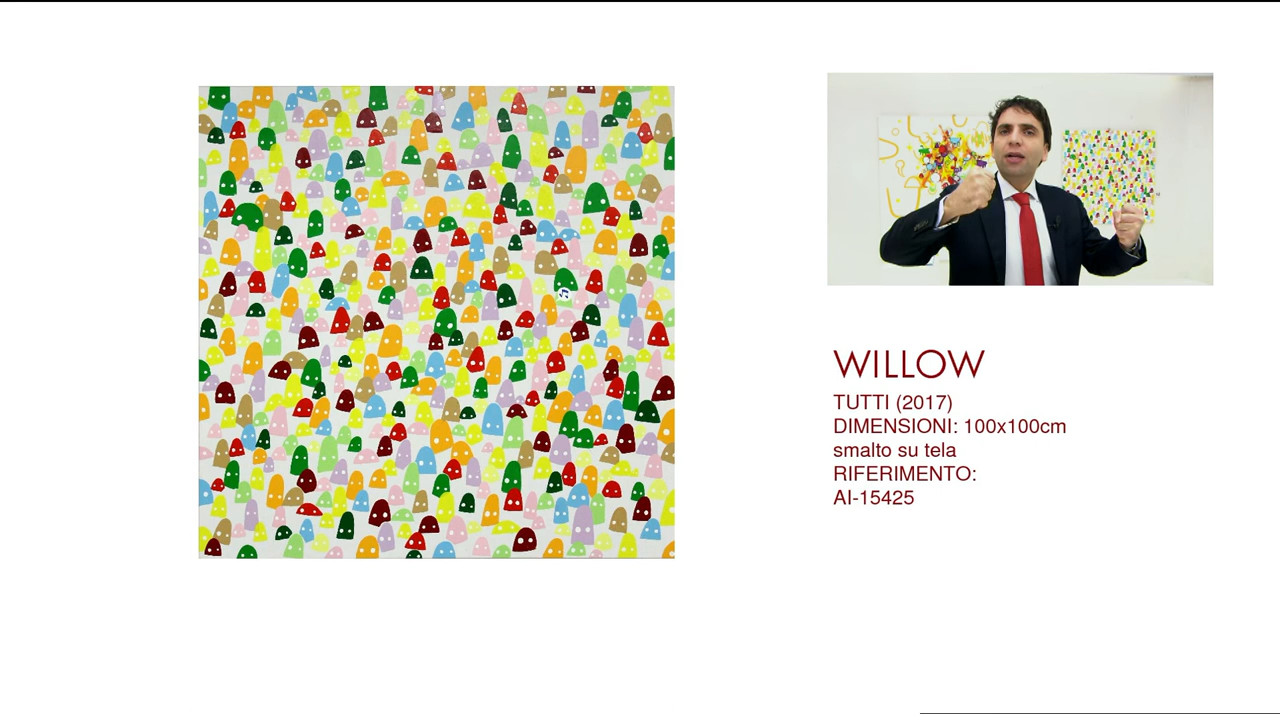 WILLOW
TUTTI (2017)
DIMENSIONI: 100x100cm
smalto su tela
RIFERIMENTO:
AI-15425